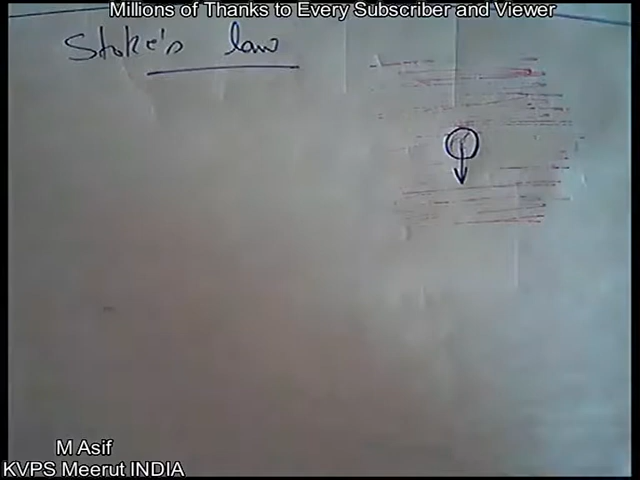 Millions of Thanks to Every Subscriber and Viewer
Stoke's law
M Asif
KVPS Meerut INDIA